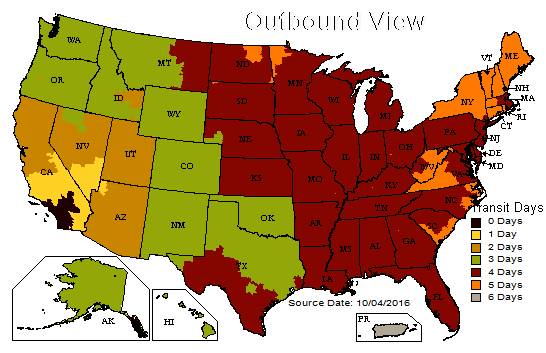 Outbound View
WA
OR
CA
NV
ID
MT
WY
UT
AZ
CO
NM
ND
SD
NE
KS
OK
TX
MN
IA
MO
AR
LA
WI
IL
MI
IN
OH
KY
TN
MS
AL
GA
FL
SC
NC
VA
WV
PA
NY
VT
ME
NH
MA
RI
CT
NJ
DE
MD
AK
HI
PR
Transit Days
0 Days
1 Day
2 Days
3 Days
4 Days
5 Days
6 Days
Source Date: 10/04/2016